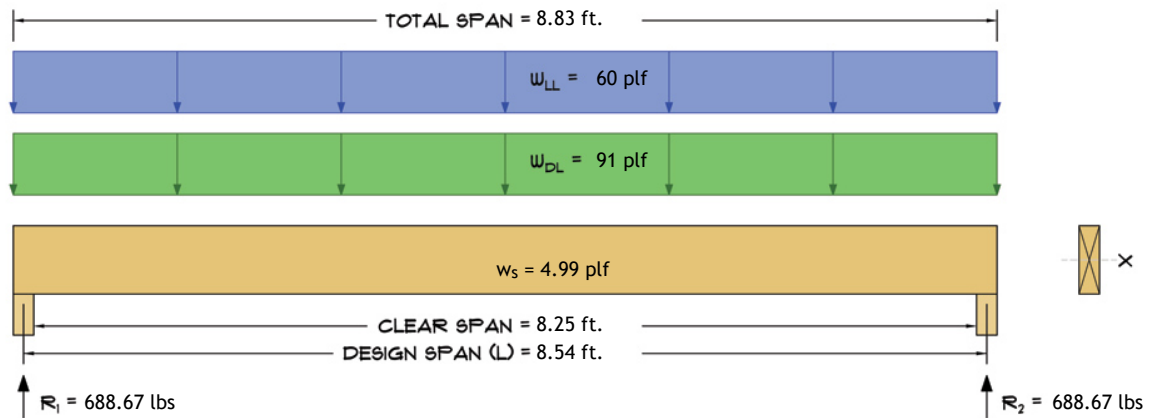 TOTAL SPAN = 8.83 ft.
WLL = 60 plf
WDL = 91 plf
ws = 4.99 plf
X
CLEAR SPAN = 8.25 ft.
DESIGN SPAN (L) = 8.54 ft.
R1 = 688.67 lbs
R2 = 688.67 lbs